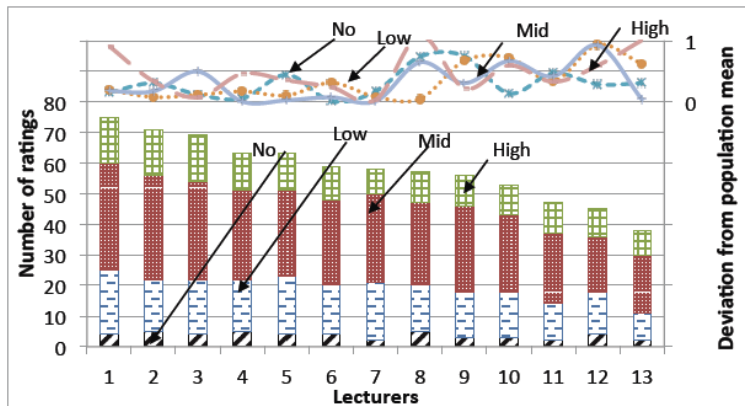 No
Low
Mid
High
1
0
80
70
60
50
40
30
20
10
0
No
Low
Mid
High
Number of ratings
Deviation from population mean
1 2 3 4 5 6 7 8 9 10 11 12 13
Lecturers